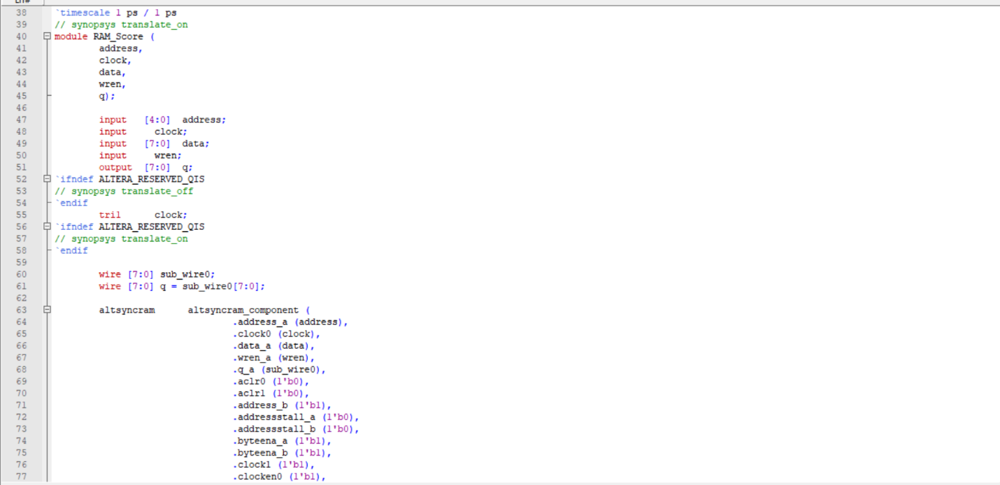 Ln#
38 `timescale 1 ps / 1 ps
39 // synopsys translate_on
40 module RAM_Score (
41 address,
42 clock,
43 data,
44 wren,
45 q);
46
47 input [4:0] address;
48 input clock;
49 input [7:0] data;
50 input wren;
51 output [7:0] q;
52 `ifndef ALTERA_RESERVED_QIS
53 // synopsys translate_off
54 `endif
55 tri1 clock;
56 `ifndef ALTERA_RESERVED_QIS
57 // synopsys translate_on
58 `endif
59
60 wire [7:0] sub_wire0;
61 wire [7:0] q = sub_wire0[7:0];
62
63 altsyncram altsyncram_component (
64 .address_a (address),
65 .clock0 (clock),
66 .data_a (data),
67 .wren_a (wren),
68 .q_a (sub_wire0),
69 .aclr0 (1'b0),
70 .aclr1 (1'b0),
71 .address_b (1'b1),
72 .addressstall_a (1'b0),
73 .addressstall_b (1'b0),
74 .byteena_a (1'b1),
75 .byteena_b (1'b1),
76 .clock1 (1'b1),
77 .clocken0 (1'b1),